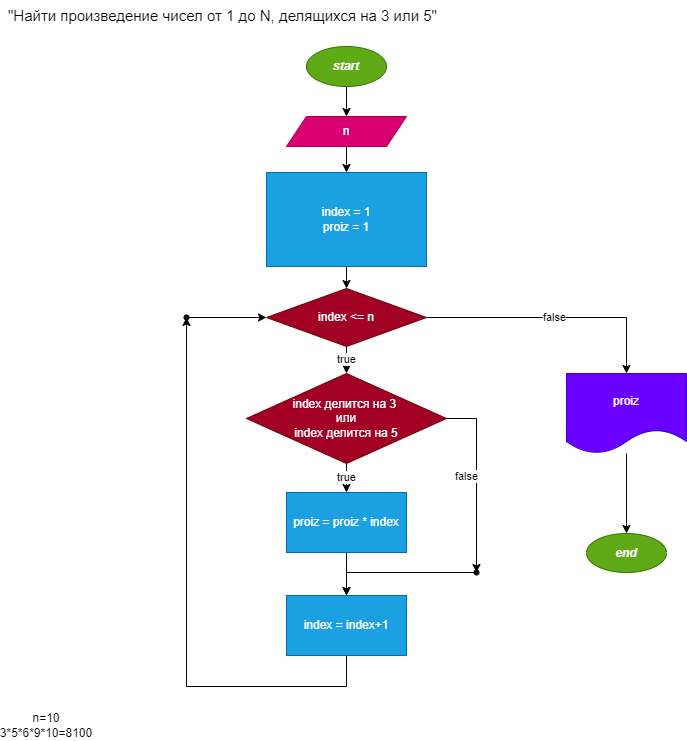 "Найти произведение чисел от 1 до N, делящихся на 3 или 5"
start
n
index = 1
proiz = 1
index <= n
false
true
proiz
index делится на 3
или
index делится на 5
true
false
proiz = proiz * index
end
index = index+1
n=10
3*5*6*9*10=8100